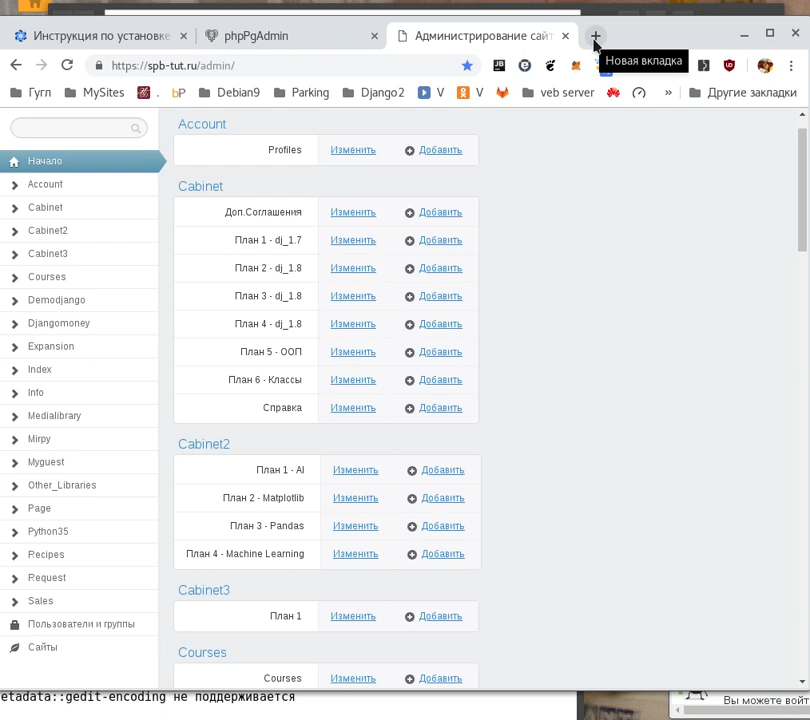 Инструкция по установке
phpPgAdmin
Администрирование сайт
Новая вкладка
https://spb-tut.ru/admin/
Гугл
MySites
.
bP
Debian9
Parking
Django2
V
V
veb server
»
Другие закладки
Начало
Account
Cabinet
Cabinet2
Cabinet3
Courses
Demodjango
Djangomoney
Expansion
Index
Info
Medialibrary
Mirpy
Myguest
Other_Libraries
Page
Python35
Recipes
Request
Sales
Пользователи и группы
Сайты
Account
Profiles Изменить Добавить
Cabinet
Доп.Соглашения Изменить Добавить
План 1 - dj_1.7 Изменить Добавить
План 2 - dj_1.8 Изменить Добавить
План 3 - dj_1.8 Изменить Добавить
План 4 - dj_1.8 Изменить Добавить
План 5 - ООП Изменить Добавить
План 6 - Классы Изменить Добавить
Справка Изменить Добавить
Cabinet2
План 1 - AI Изменить Добавить
План 2 - Matplotlib Изменить Добавить
План 3 - Pandas Изменить Добавить
План 4 - Machine Learning Изменить Добавить
Cabinet3
План 1 Изменить Добавить
Courses
Courses Изменить Добавить
etadata::gedit-encoding не поддерживается
Вы можете войт